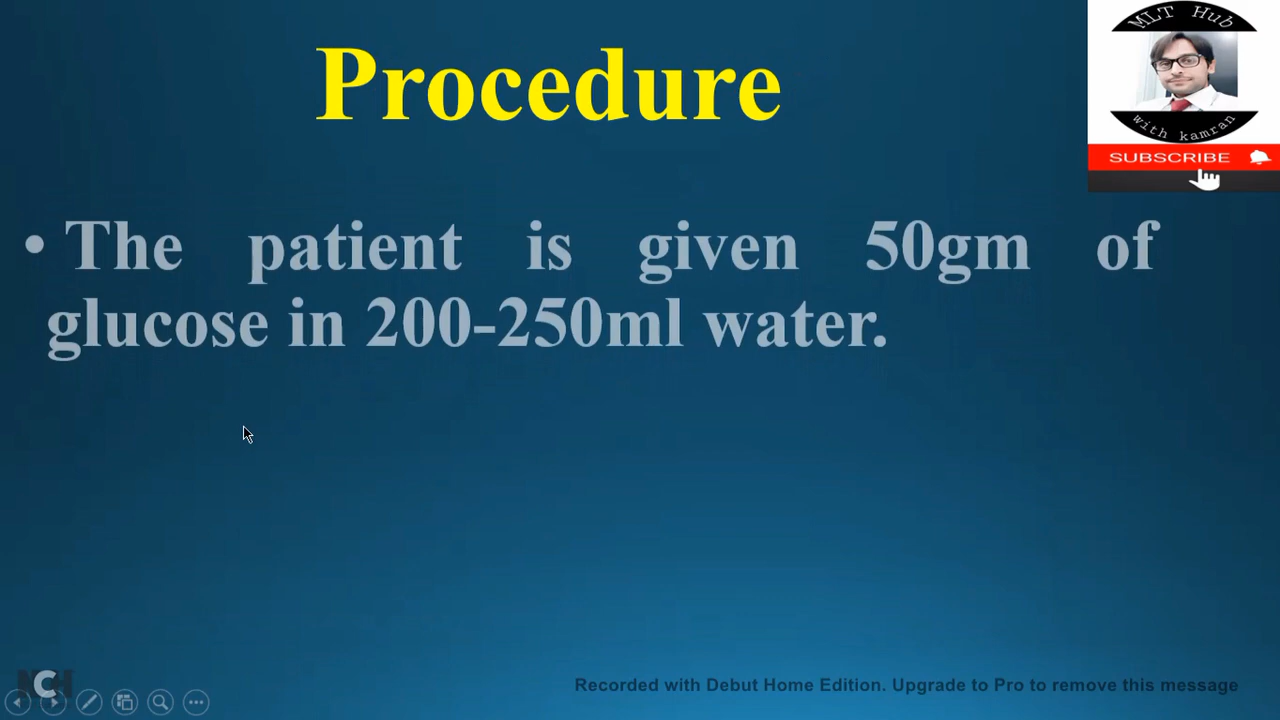 Procedure
MLT Hub
with kamran
SUBSCRIBE
• The patient is given 50gm of
glucose in 200-250ml water.
Recorded with Debut Home Edition. Upgrade to Pro to remove this message